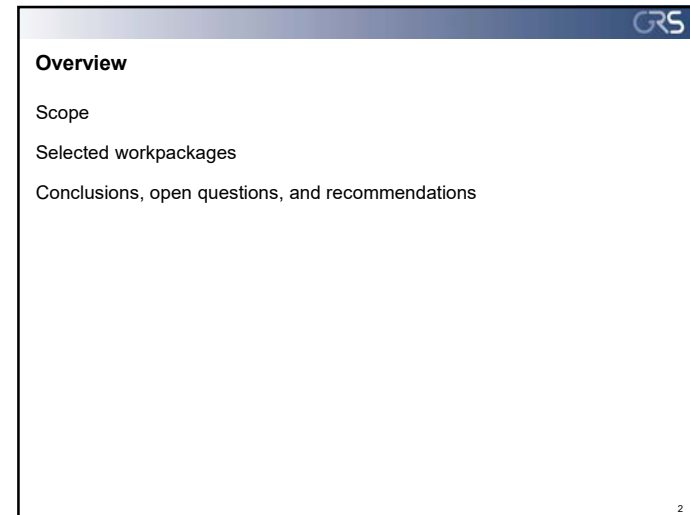 GRS
Overview
Scope
Selected workpackages
Conclusions, open questions, and recommendations
2